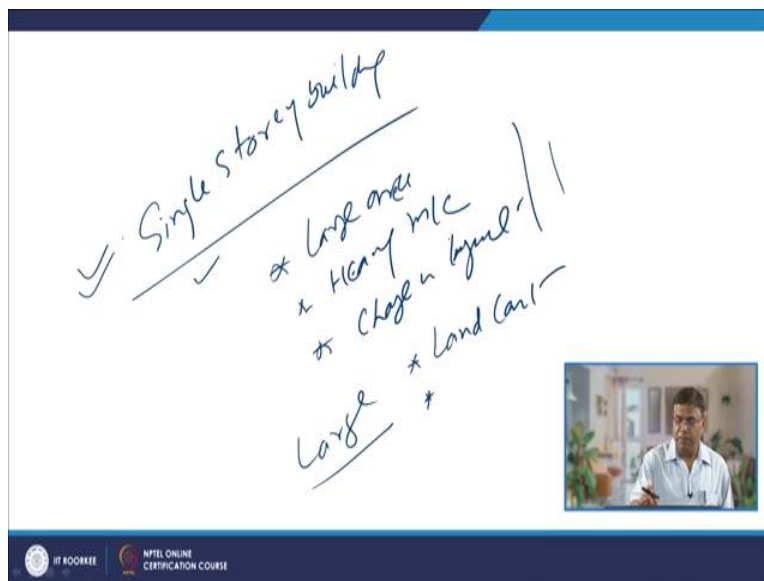 Single Storey building
* Large area
* Heavy m/c
* Change in layout
* Land Cost
*
Large
IIT ROORKEE
NPTEL ONLINE
CERTIFICATION COURSE